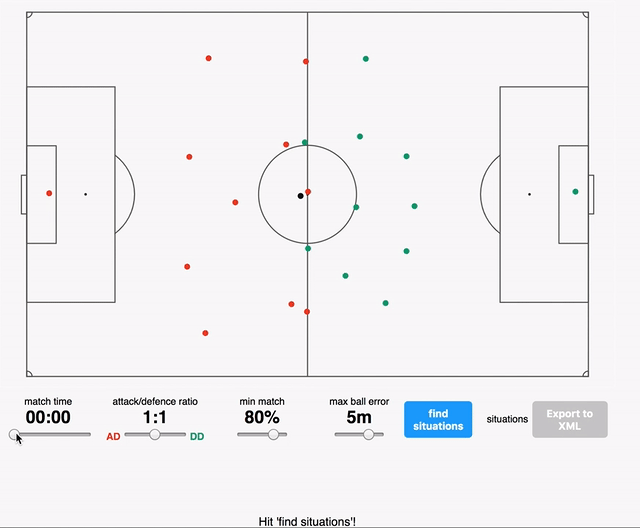 match time
attack/defence ratio
min match
max ball error
00:00
1:1
80%
5m
find
situations
situations
Export to
XML
AD
DD
Hit 'find situations'!